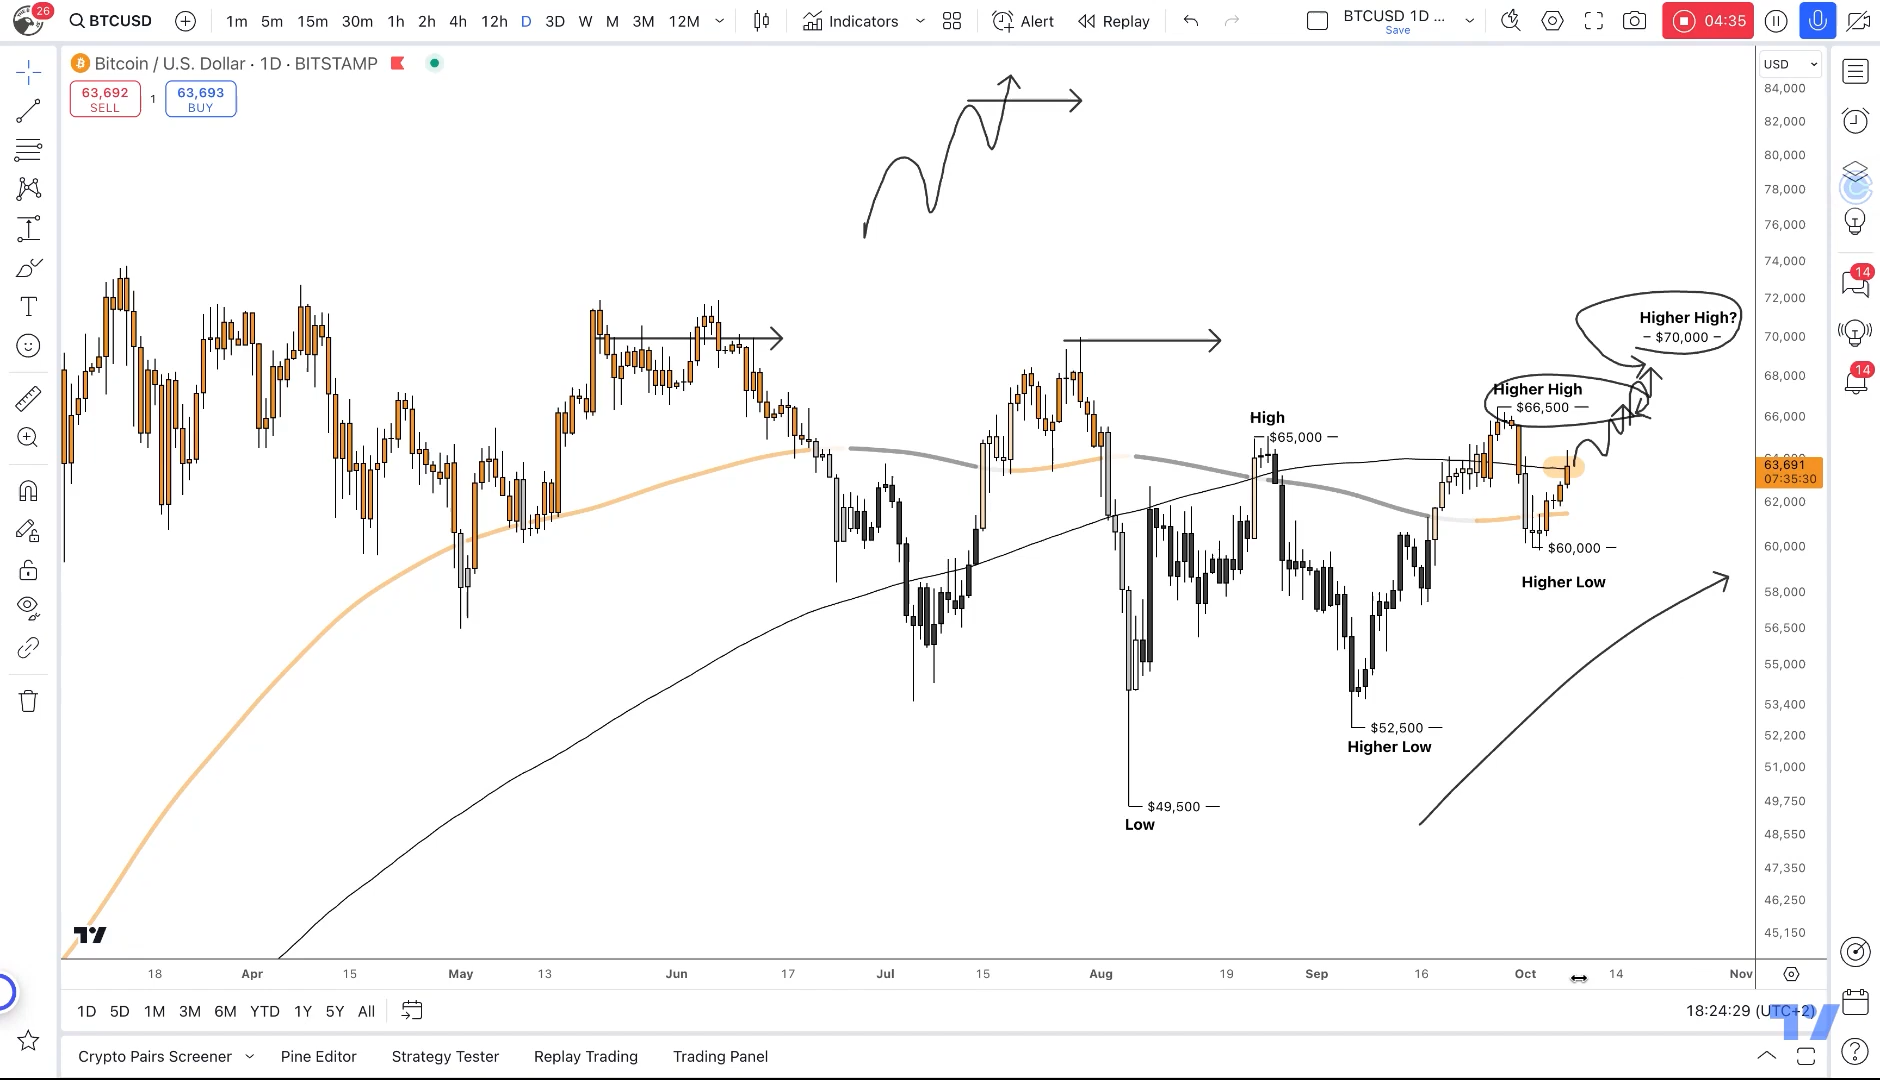 26
BTCUSD
1m 5m 15m 30m 1h 2h 4h 12h D 3D W M 3M 12M
Indicators
Alert
Replay
BTCUSD 1D ...
Save
04:35
Bitcoin / U.S. Dollar · 1D · BITSTAMP
63,692
SELL
1
63,693
BUY
USD
84,000
82,000
80,000
78,000
76,000
74,000
72,000
70,000
68,000
66,000
63,691
07:35:30
62,000
60,000
58,000
56,500
55,000
53,400
52,200
51,000
49,750
48,550
47,350
46,250
45,150
14
14
Higher High?
– $70,000 –
Higher High
$66,500 —
High
$65,000 —
$60,000 —
Higher Low
$52,500 —
Higher Low
$49,500 —
Low
18 Apr 15 May 13 Jun 17 Jul 15 Aug 19 Sep 16 Oct 14 Nov
1D 5D 1M 3M 6M YTD 1Y 5Y All
18:24:29 (UTC+2)
Crypto Pairs Screener
Pine Editor
Strategy Tester
Replay Trading
Trading Panel